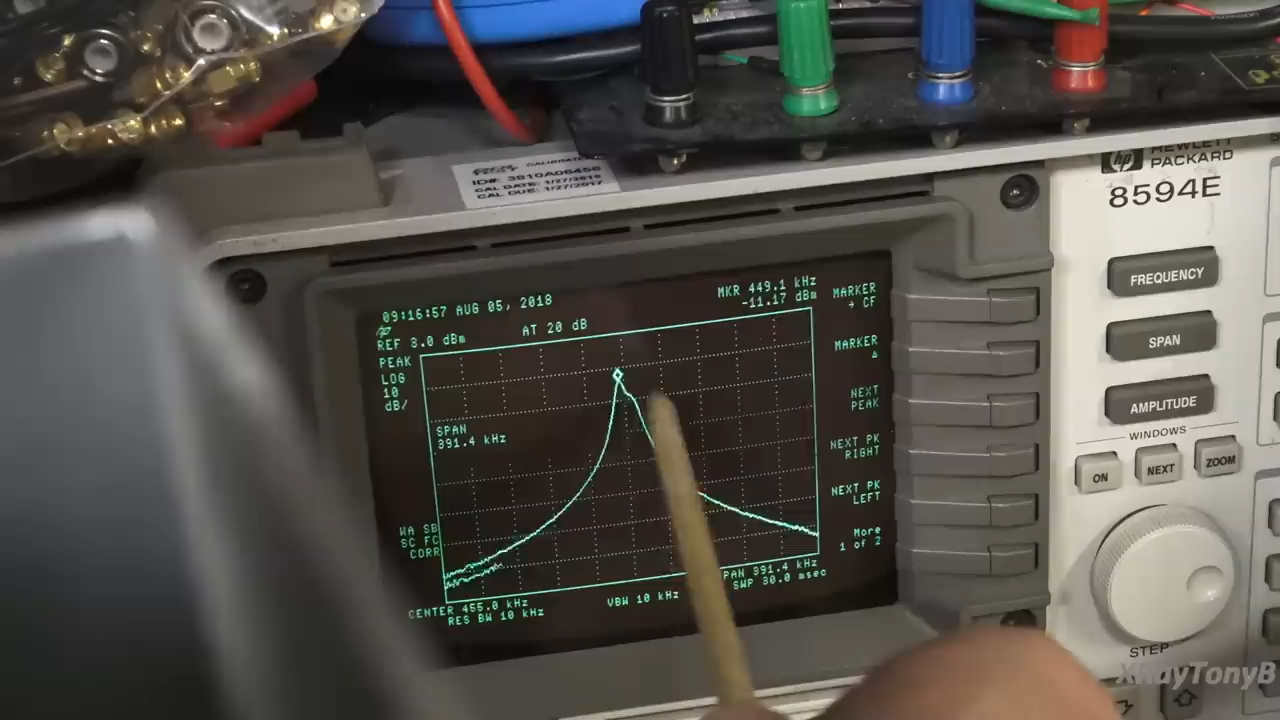 CALIBRATED
ID#: 3810A06456
CAL DATE: 1/27/2016
CAL DUE: 1/27/2017
hp HEWLETT
PACKARD
8594E
09:16:57 AUG 05, 2018
MKR 449.1 kHz
-11.17 dBm
REF 3.0 dBm
AT 20 dB
PEAK
LOG
10
dB/
SPAN
391.4 kHz
WA SB
SC FC
CORR
CENTER 455.0 kHz
RES BW 10 kHz
VBW 10 kHz
PAN 391.4 kHz
SWP 30.0 msec
MARKER
→ CF
MARKER
Δ
NEXT
PEAK
NEXT PK
RIGHT
NEXT PK
LEFT
More
1 of 2
FREQUENCY
SPAN
AMPLITUDE
WINDOWS
ON
NEXT
ZOOM
STEP
XRayTonyB